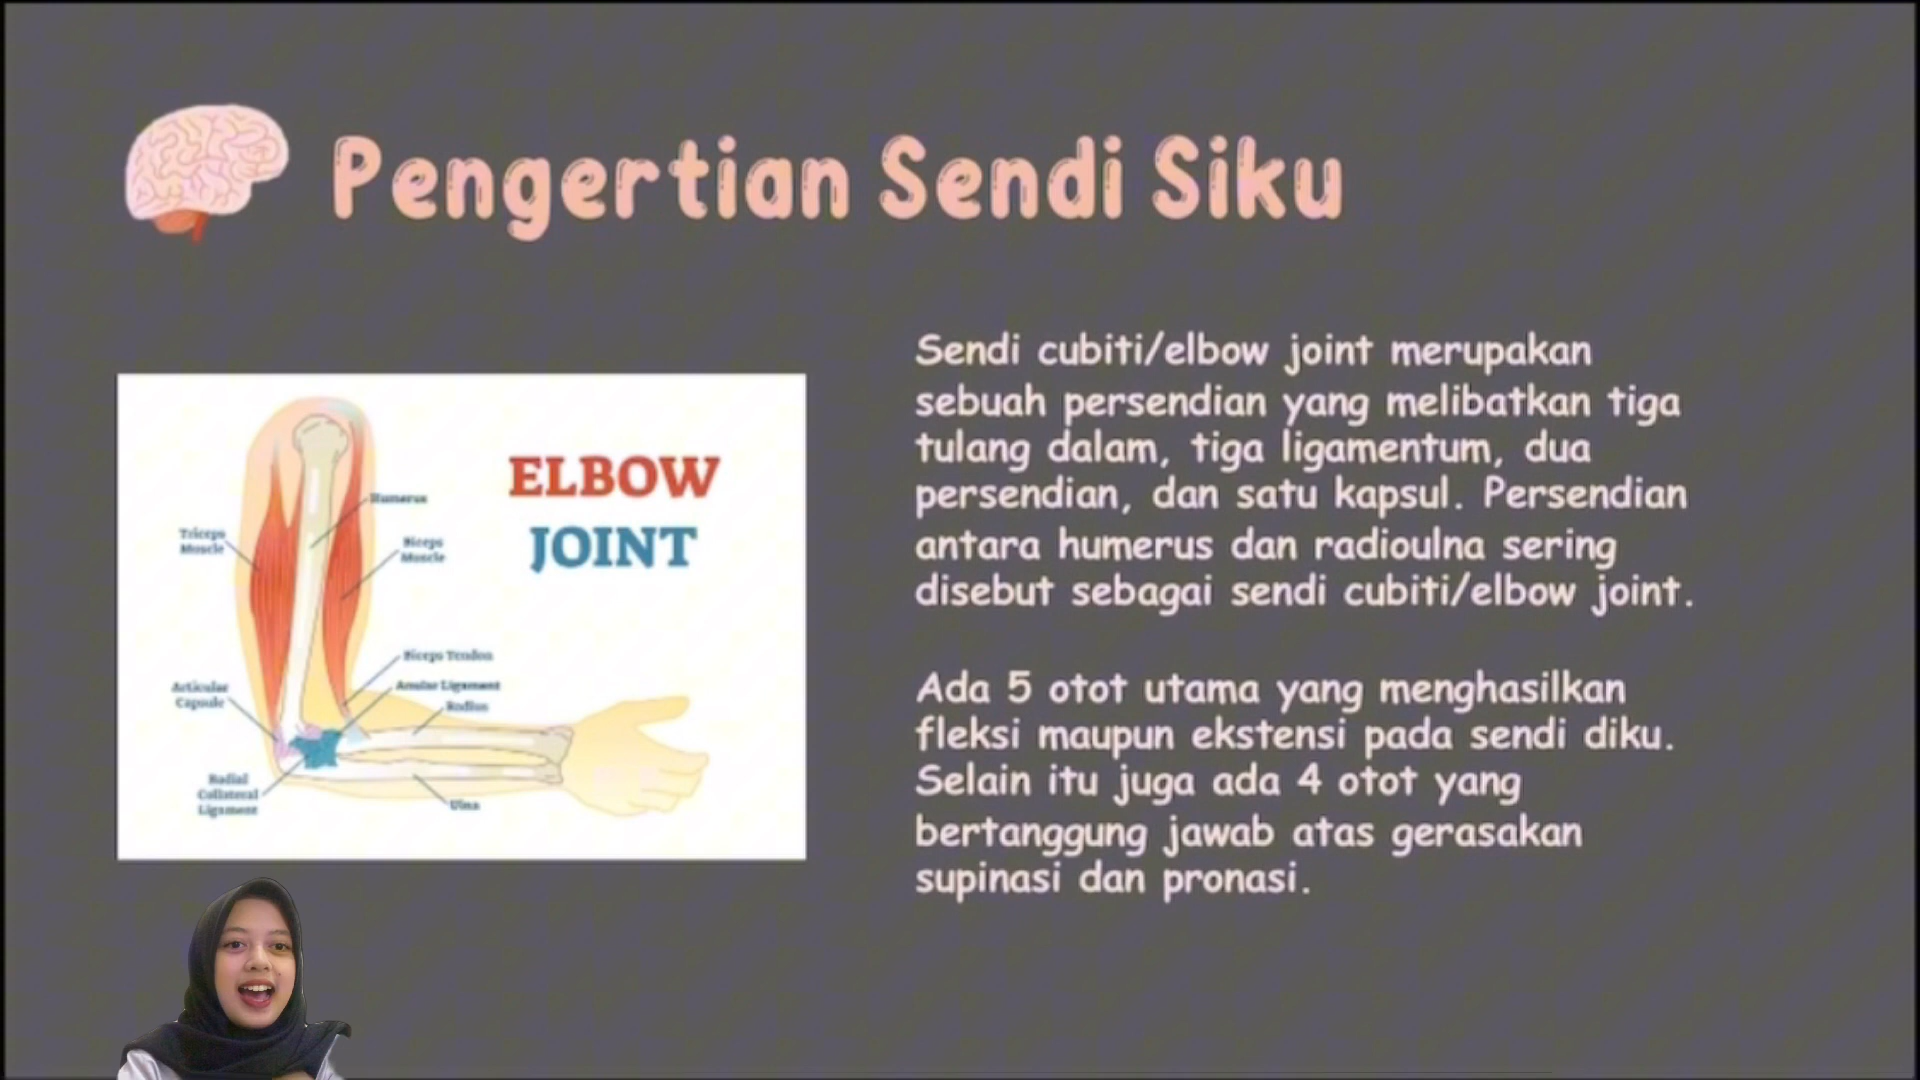 Pengertian Sendi Siku
Sendi cubiti/elbow joint merupakan
sebuah persendian yang melibatkan tiga
tulang dalam, tiga ligamentum, dua
persendian, dan satu kapsul. Persendian
antara humerus dan radioulna sering
disebut sebagai sendi cubiti/elbow joint.
Ada 5 otot utama yang menghasilkan
fleksi maupun ekstensi pada sendi diku.
Selain itu juga ada 4 otot yang
bertanggung jawab atas gerasakan
supinasi dan pronasi.
ELBOW
JOINT
Humerus
Triceps
Muscle
Biceps
Muscle
Biceps Tendon
Anular Ligament
Radius
Articular
Capsule
Radial
Collateral
Ligament
Ulna